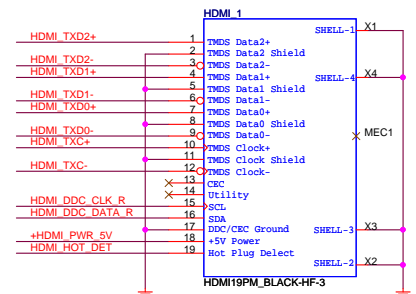 HDMI_1
HDMI_TXD2+ 1 TMDS Data2+ SHELL-1 X1
2 TMDS Data2 Shield
HDMI_TXD2- 3 TMDS Data2-
HDMI_TXD1+ 4 TMDS Data1+ SHELL-4 X4
5 TMDS Data1 Shield
HDMI_TXD1- 6 TMDS Data1-
HDMI_TXD0+ 7 TMDS Data0+
8 TMDS Data0 Shield
HDMI_TXD0- 9 TMDS Data0- MEC1
HDMI_TXC+ 10 TMDS Clock+
11 TMDS Clock Shield
HDMI_TXC- 12 TMDS Clock-
13 CEC
14 Utility
HDMI_DDC_CLK_R 15 SCL
HDMI_DDC_DATA_R 16 SDA
17 DDC/CEC Ground SHELL-3 X3
+HDMI_PWR_5V 18 +5V Power
HDMI_HOT_DET 19 Hot Plug Delect
SHELL-2 X2
HDMI19PM_BLACK-HF-3